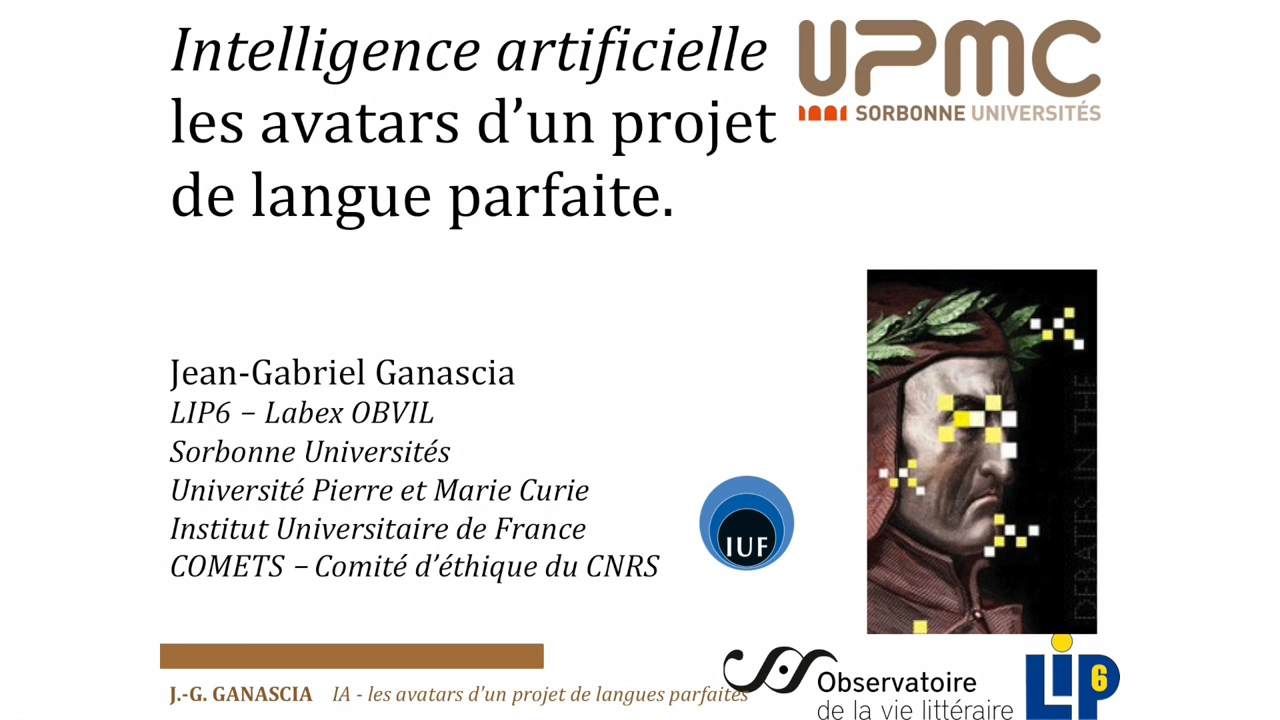 Intelligence artificielle
les avatars d’un projet
de langue parfaite.
UPMC
SORBONNE UNIVERSITÉS
Jean-Gabriel Ganascia
LIP6 – Labex OBVIL
Sorbonne Universités
Université Pierre et Marie Curie
Institut Universitaire de France
COMETS – Comité d’éthique du CNRS
IUF
DEBATES IN THE
J.-G. GANASCIA IA - les avatars d'un projet de langues parfaites
Observatoire
de la vie littéraire
LIP6